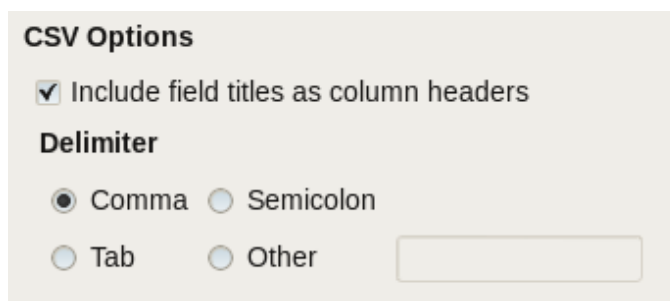 CSV Options
Include field titles as column headers
Delimiter
Comma Semicolon
Tab Other